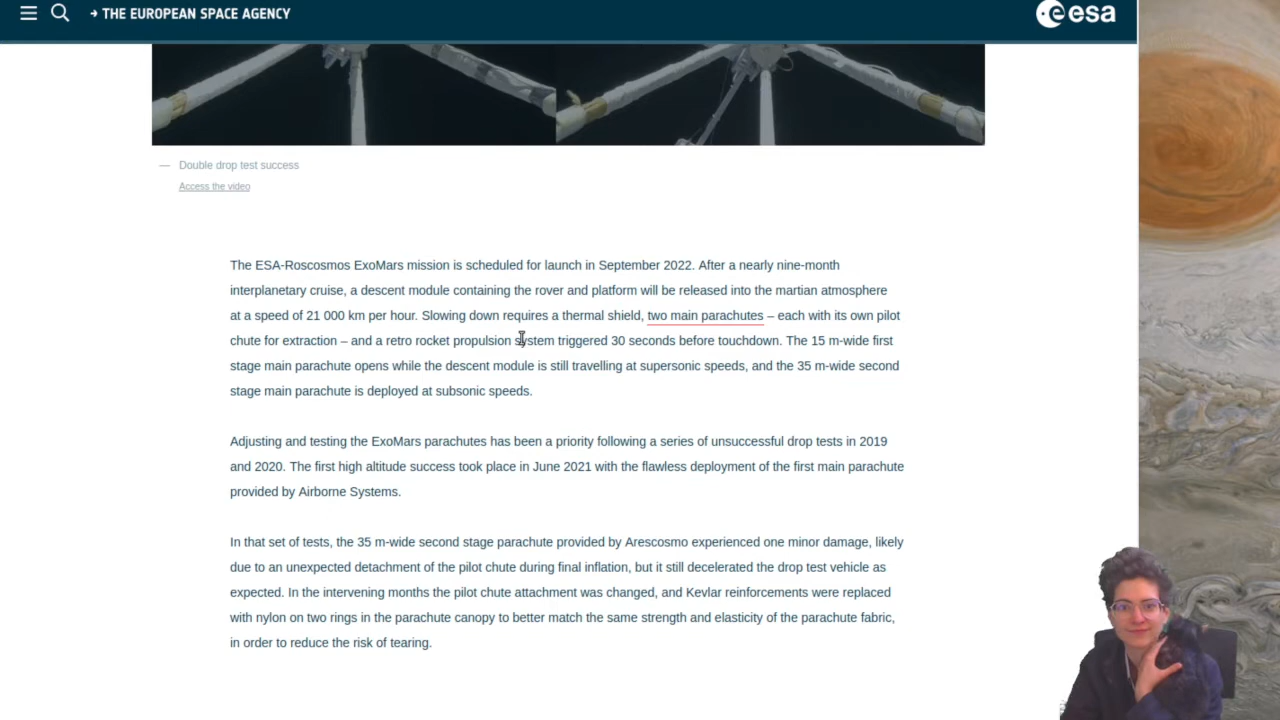 → THE EUROPEAN SPACE AGENCY
esa
— Double drop test success
Access the video
The ESA-Roscosmos ExoMars mission is scheduled for launch in September 2022. After a nearly nine-month
interplanetary cruise, a descent module containing the rover and platform will be released into the martian atmosphere
at a speed of 21 000 km per hour. Slowing down requires a thermal shield, two main parachutes – each with its own pilot
chute for extraction – and a retro rocket propulsion system triggered 30 seconds before touchdown. The 15 m-wide first
stage main parachute opens while the descent module is still travelling at supersonic speeds, and the 35 m-wide second
stage main parachute is deployed at subsonic speeds.
Adjusting and testing the ExoMars parachutes has been a priority following a series of unsuccessful drop tests in 2019
and 2020. The first high altitude success took place in June 2021 with the flawless deployment of the first main parachute
provided by Airborne Systems.
In that set of tests, the 35 m-wide second stage parachute provided by Arescosmo experienced one minor damage, likely
due to an unexpected detachment of the pilot chute during final inflation, but it still decelerated the drop test vehicle as
expected. In the intervening months the pilot chute attachment was changed, and Kevlar reinforcements were replaced
with nylon on two rings in the parachute canopy to better match the same strength and elasticity of the parachute fabric,
in order to reduce the risk of tearing.